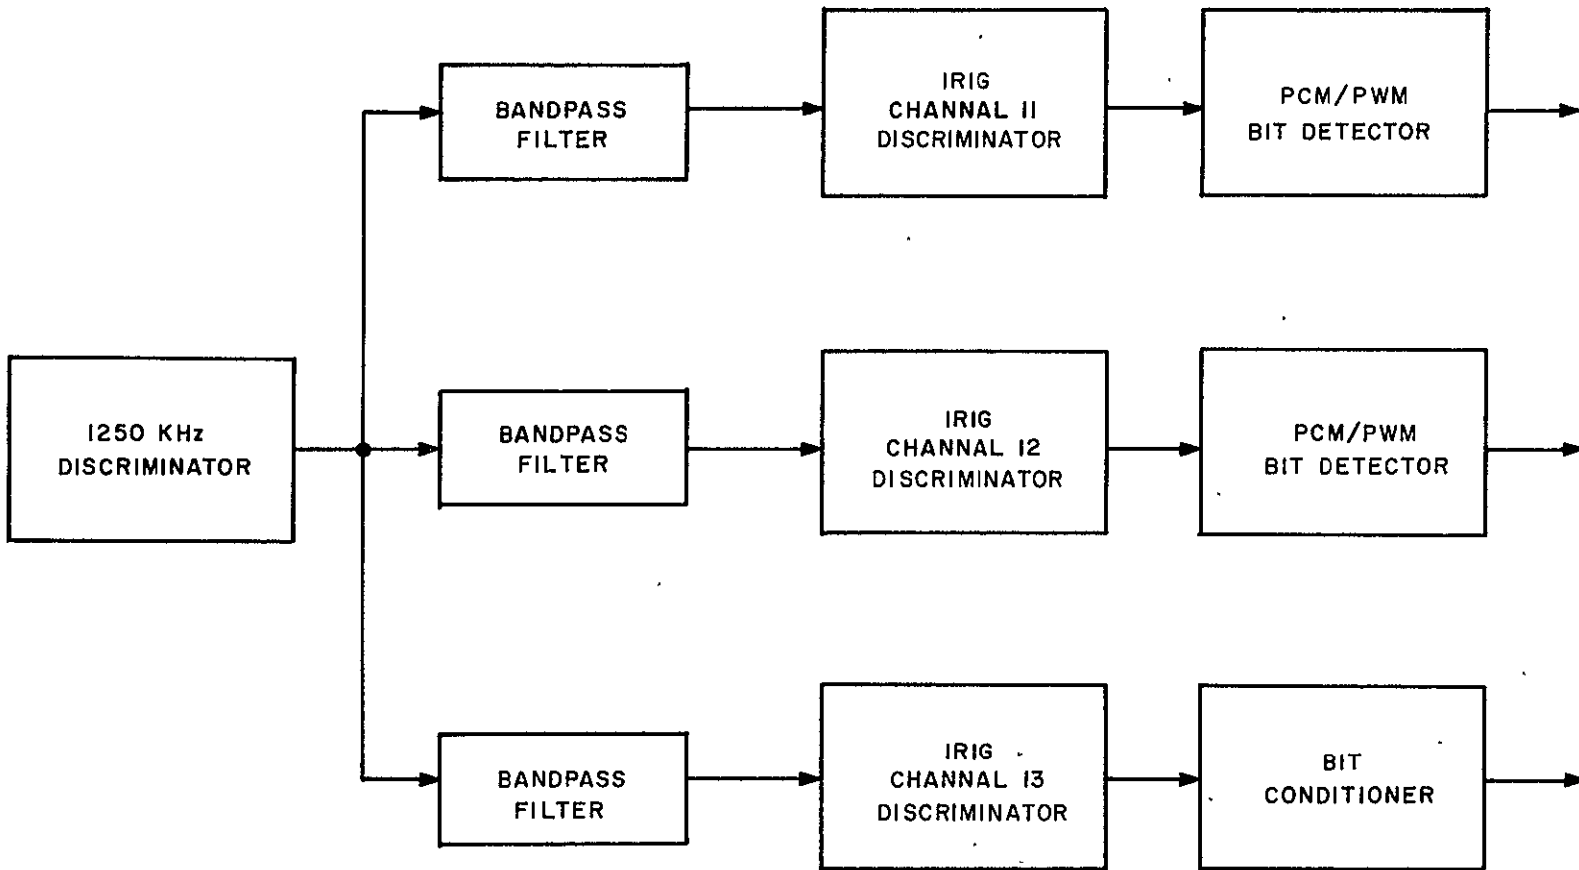 BANDPASS
FILTER
IRIG
CHANNAL 11
DISCRIMINATOR
PCM/PWM
BIT DETECTOR
1250 KHz
DISCRIMINATOR
BANDPASS
FILTER
IRIG
CHANNAL 12
DISCRIMINATOR
PCM/PWM
BIT DETECTOR
BANDPASS
FILTER
IRIG
CHANNAL 13
DISCRIMINATOR
BIT
CONDITIONER